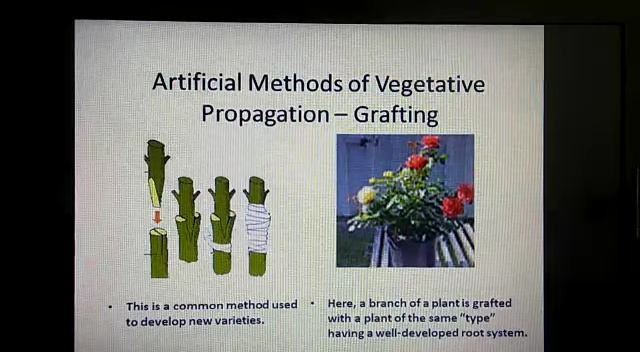 Artificial Methods of Vegetative
Propagation – Grafting
• This is a common method used
to develop new varieties.
• Here, a branch of a plant is grafted
with a plant of the same "type"
having a well-developed root system.